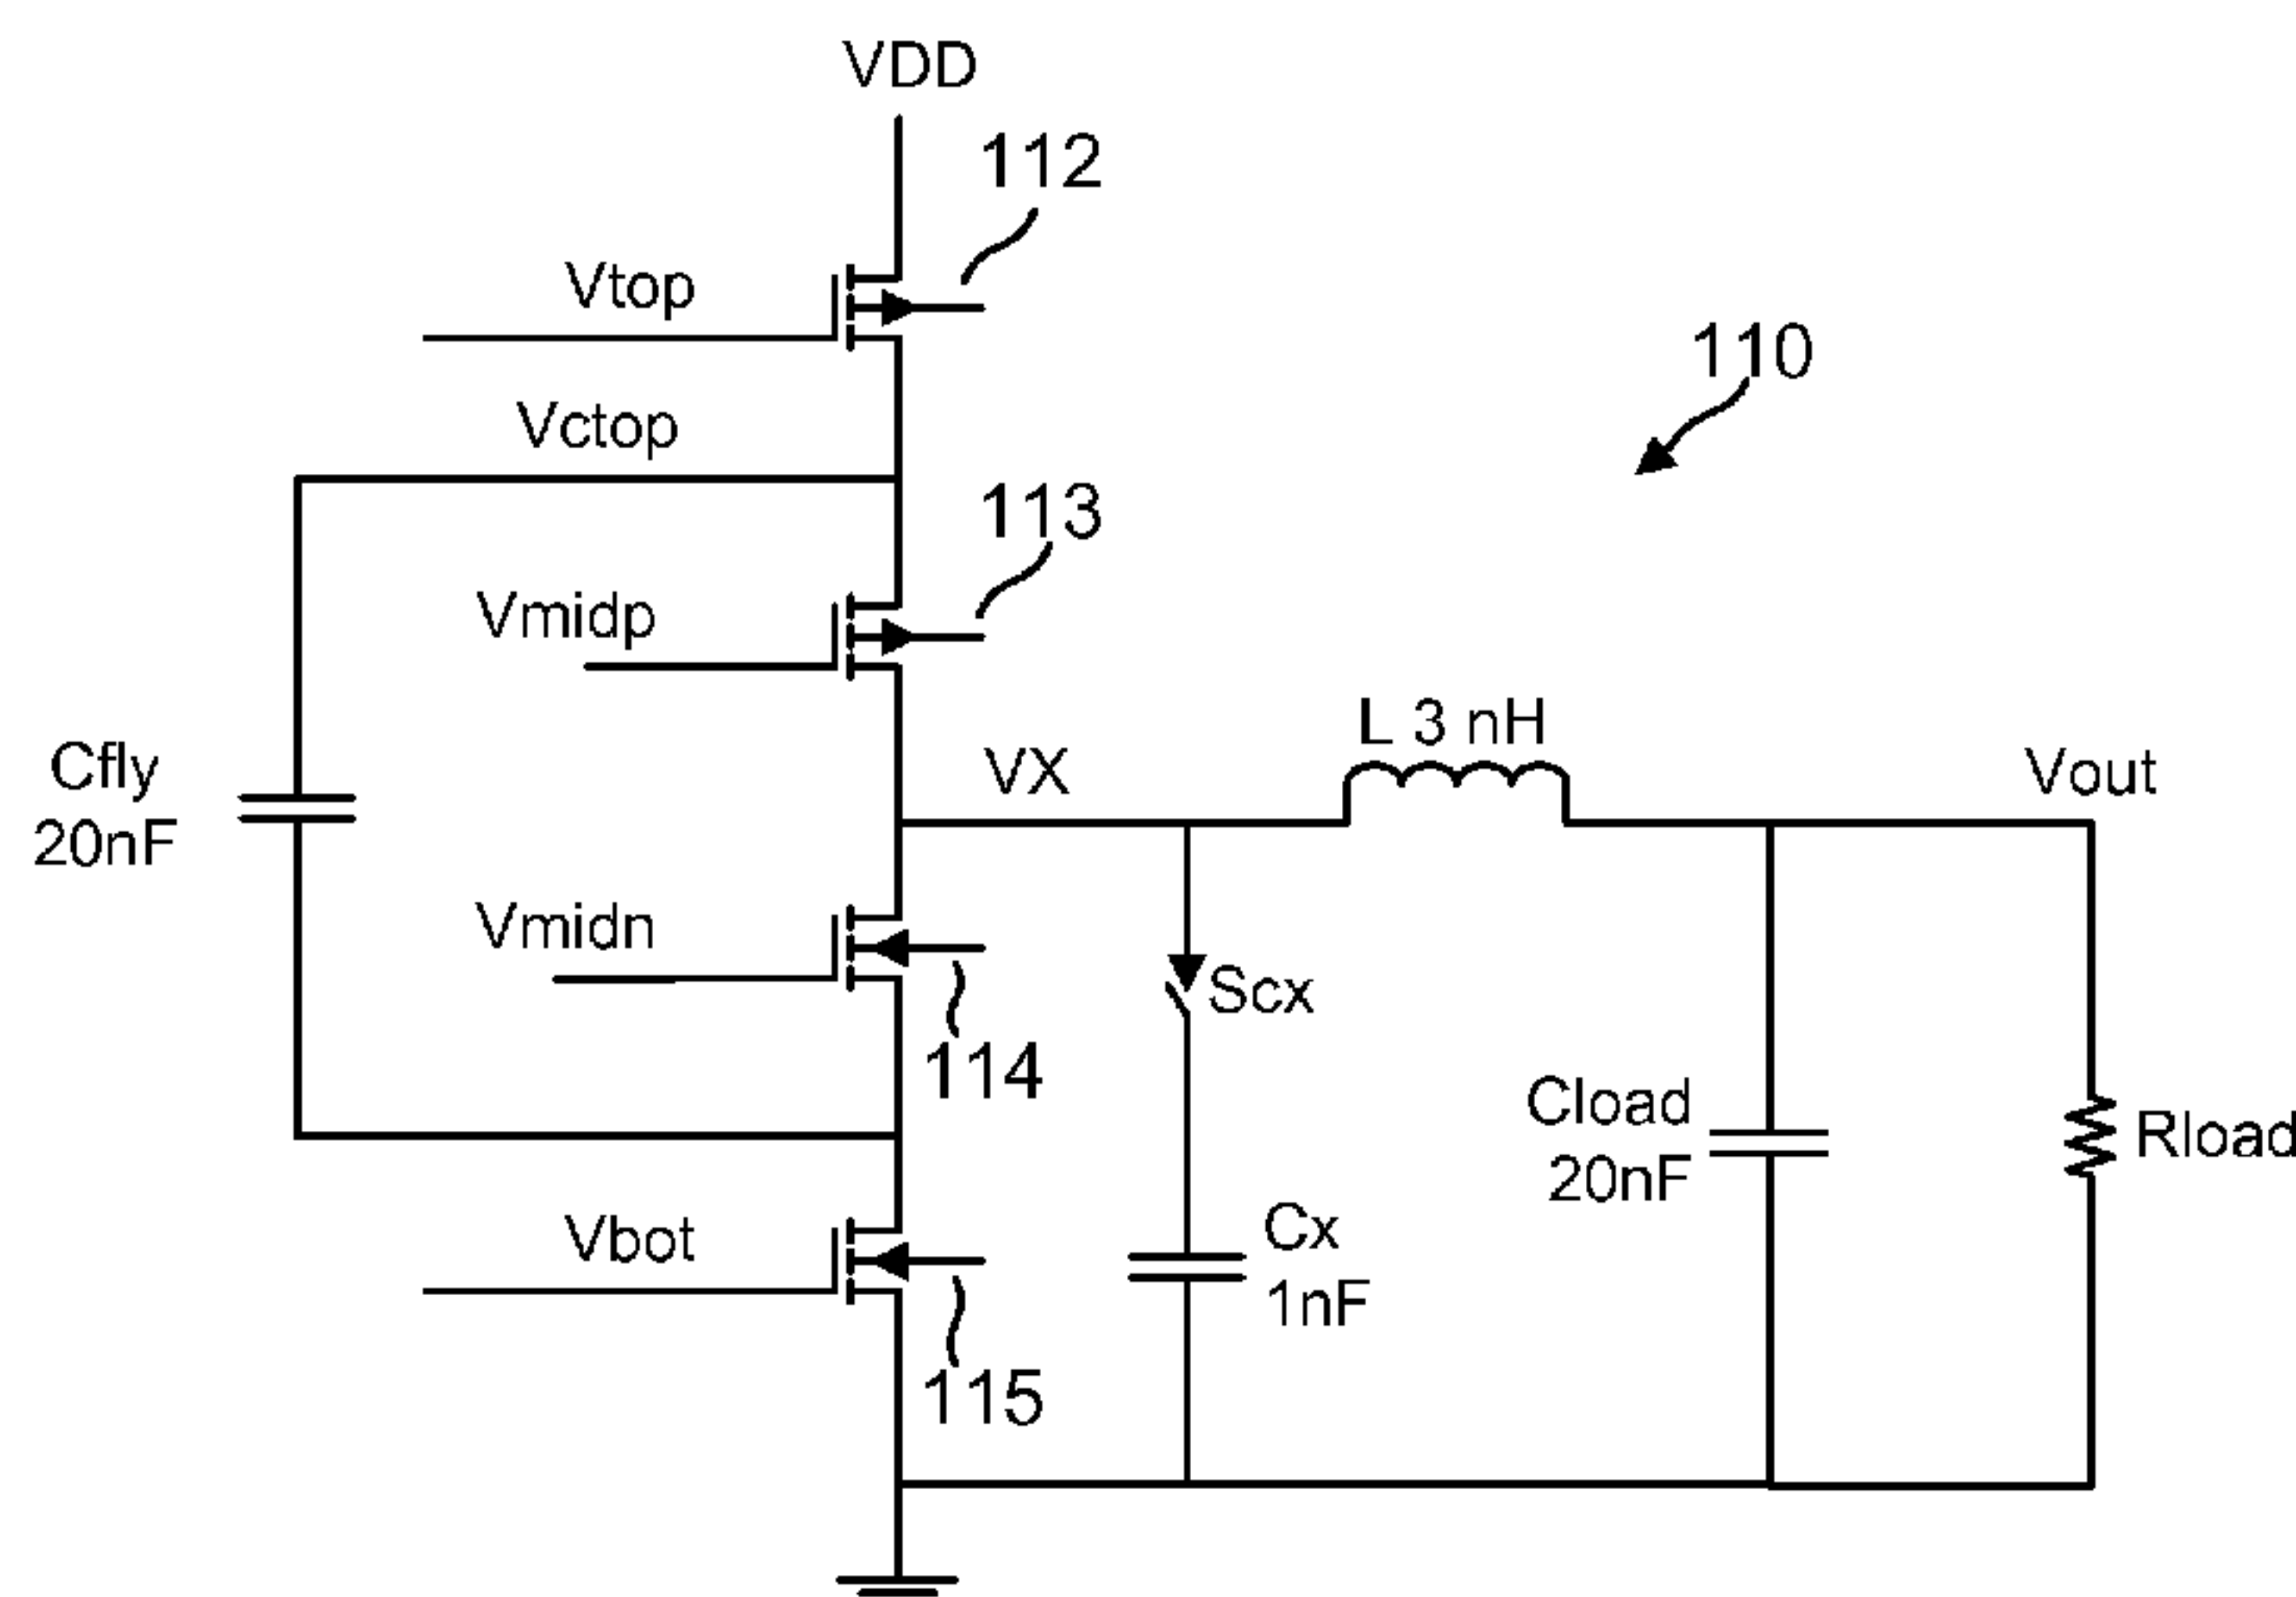 VDD
112
Vtop
110
Vctop
113
Vmidp
L 3 nH
Cfly
20nF
VX
Vout
Vmidn
Scx
114
Cload
20nF
Rload
Cx
1nF
Vbot
115